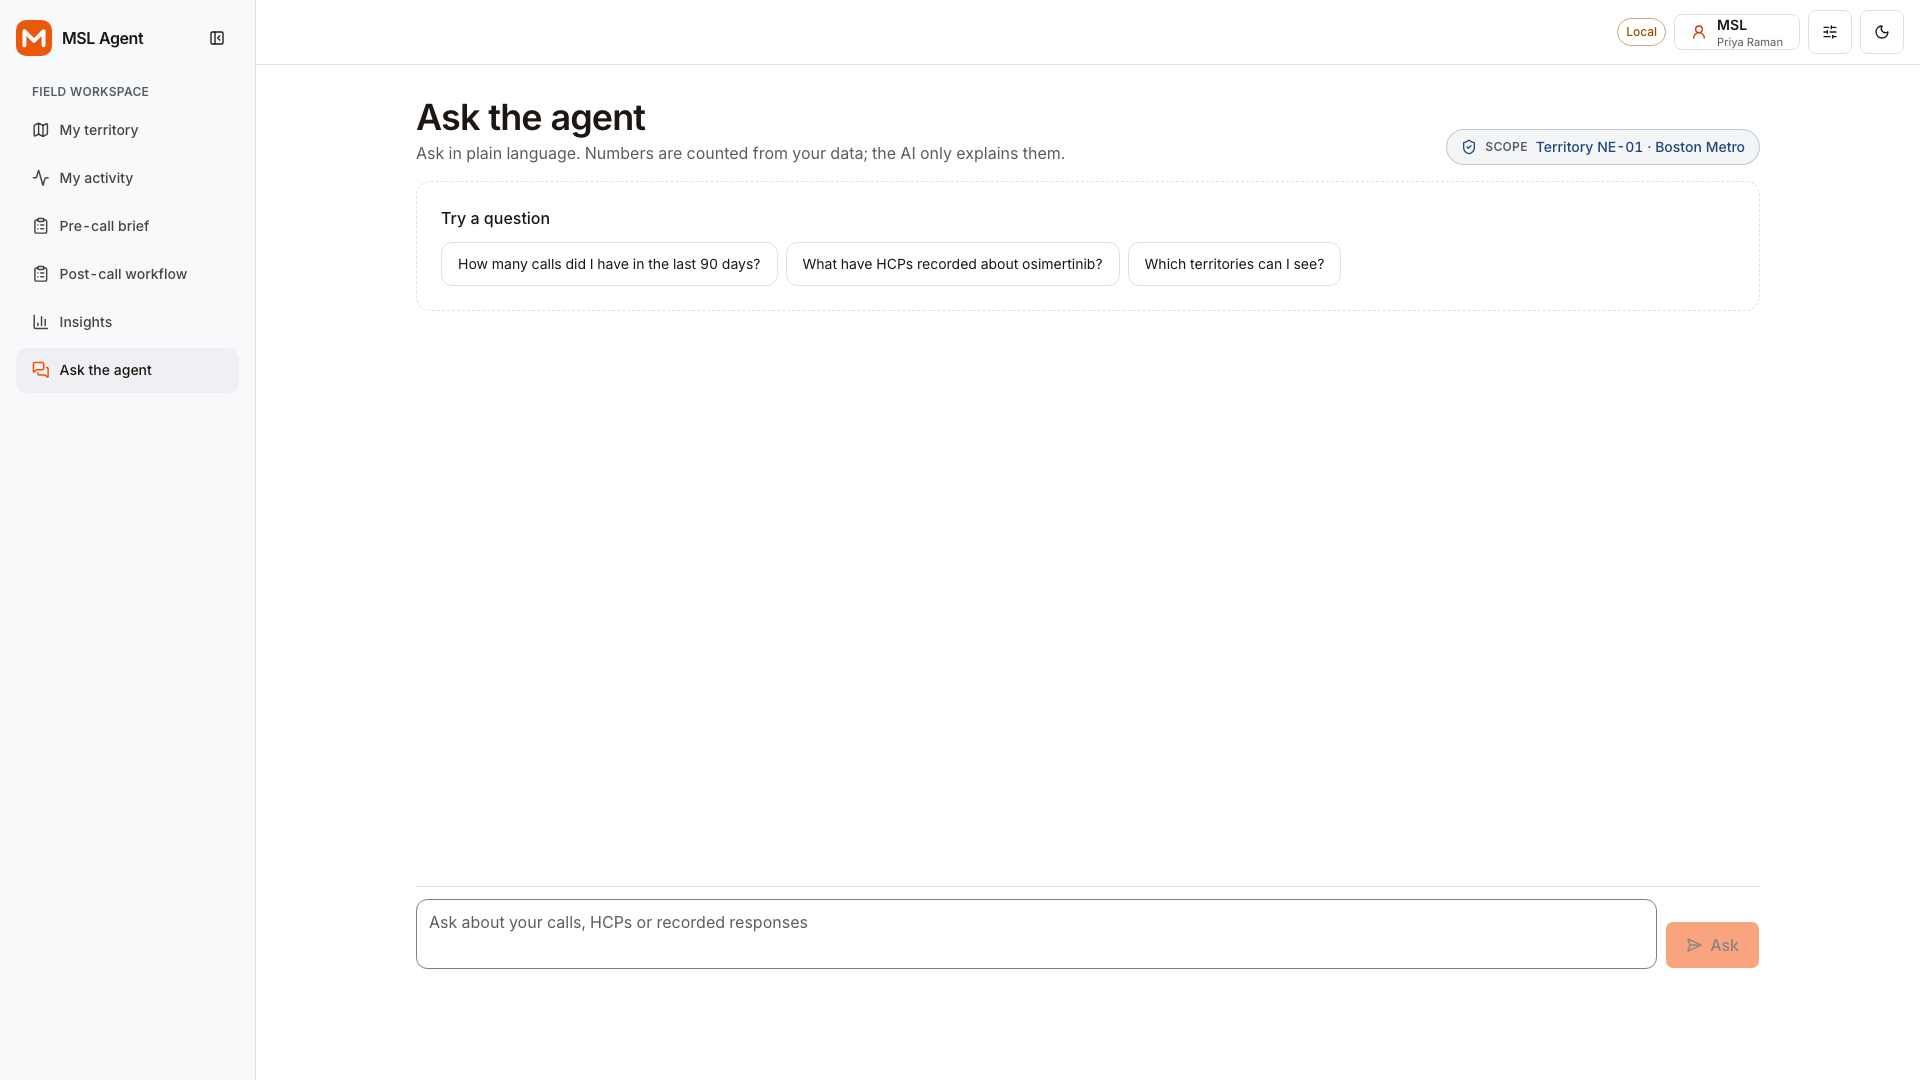 MSL Agent
FIELD WORKSPACE
My territory
My activity
Pre-call brief
Post-call workflow
Insights
Ask the agent
Local
MSL
Priya Raman
Ask the agent
Ask in plain language. Numbers are counted from your data; the AI only explains them.
SCOPE Territory NE-01 · Boston Metro
Try a question
How many calls did I have in the last 90 days?
What have HCPs recorded about osimertinib?
Which territories can I see?
Ask about your calls, HCPs or recorded responses
Ask